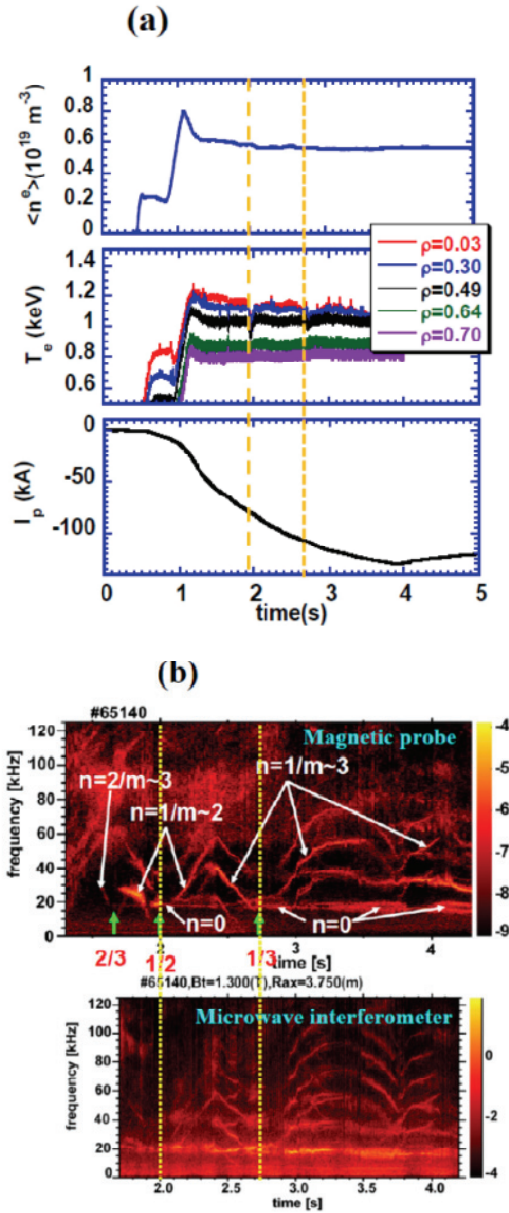 (a)
<n^e>(10^19 m^-3)
1
0.8
0.6
0.4
0.2
0
T_e (keV)
1.4
1.2
1
0.8
0.6
ρ=0.03
ρ=0.30
ρ=0.49
ρ=0.64
ρ=0.70
I_p (kA)
0
-50
-100
0 1 2 3 4 5
time(s)
(b)
#65140
Magnetic probe
frequency [kHz]
120
100
80
60
40
20
0
n=2/m~3
n=1/m~2
n=1/m~3
n=0
n=0
2/3
1/2
1/3
2 3 4
time [s]
-4
-5
-6
-7
-8
-9
#65140,Bt=1.300(T),Rax=3.750(m)
Microwave interferometer
frequency [kHz]
120
100
80
60
40
20
0
2.0 2.5 3.0 3.5 4.0
time [s]
0
-2
-4